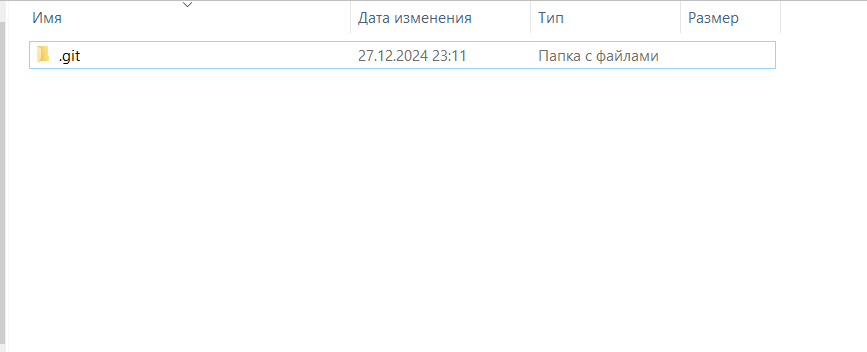 Имя Дата изменения Тип Размер
.git 27.12.2024 23:11 Папка с файлами